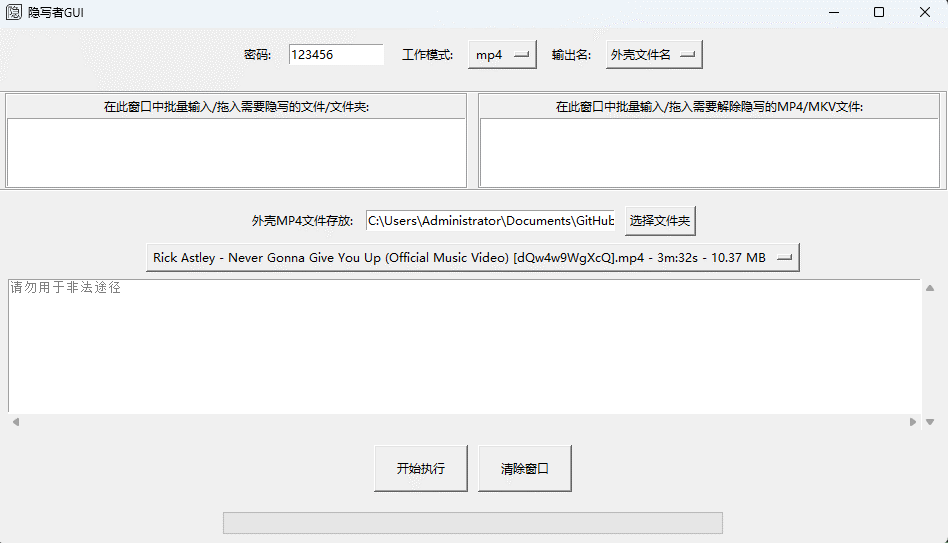 隐 隐写者GUI
密码: 123456 工作模式: mp4 输出名: 外壳文件名
在此窗口中批量输入/拖入需要隐写的文件/文件夹:
在此窗口中批量输入/拖入需要解除隐写的MP4/MKV文件:
外壳MP4文件存放: C:\Users\Administrator\Documents\GitHub 选择文件夹
Rick Astley - Never Gonna Give You Up (Official Music Video) [dQw4w9WgXcQ].mp4 - 3m:32s - 10.37 MB
请勿用于非法途径
开始执行 清除窗口